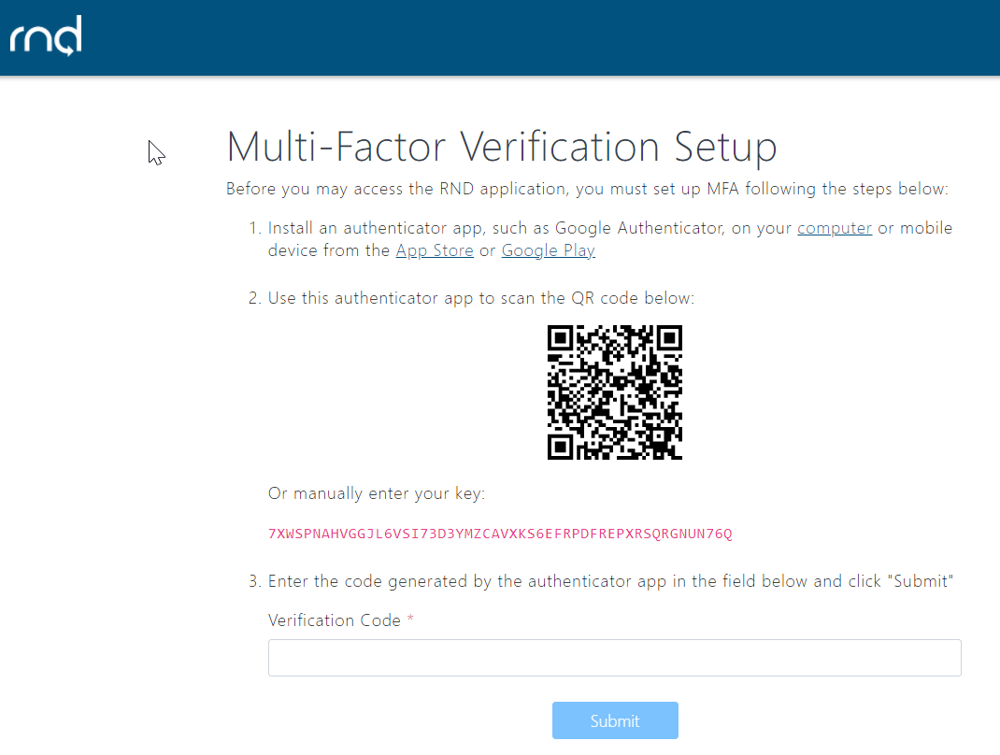 rnd
Multi-Factor Verification Setup
Before you may access the RND application, you must set up MFA following the steps below:
1. Install an authenticator app, such as Google Authenticator, on your computer or mobile
device from the App Store or Google Play
2. Use this authenticator app to scan the QR code below:
Or manually enter your key:
7XWSPNAHVGGJL6VSI73D3YMZCAVXKS6EFRPDFREPXRSQRGNUN76Q
3. Enter the code generated by the authenticator app in the field below and click "Submit"
Verification Code *
Submit